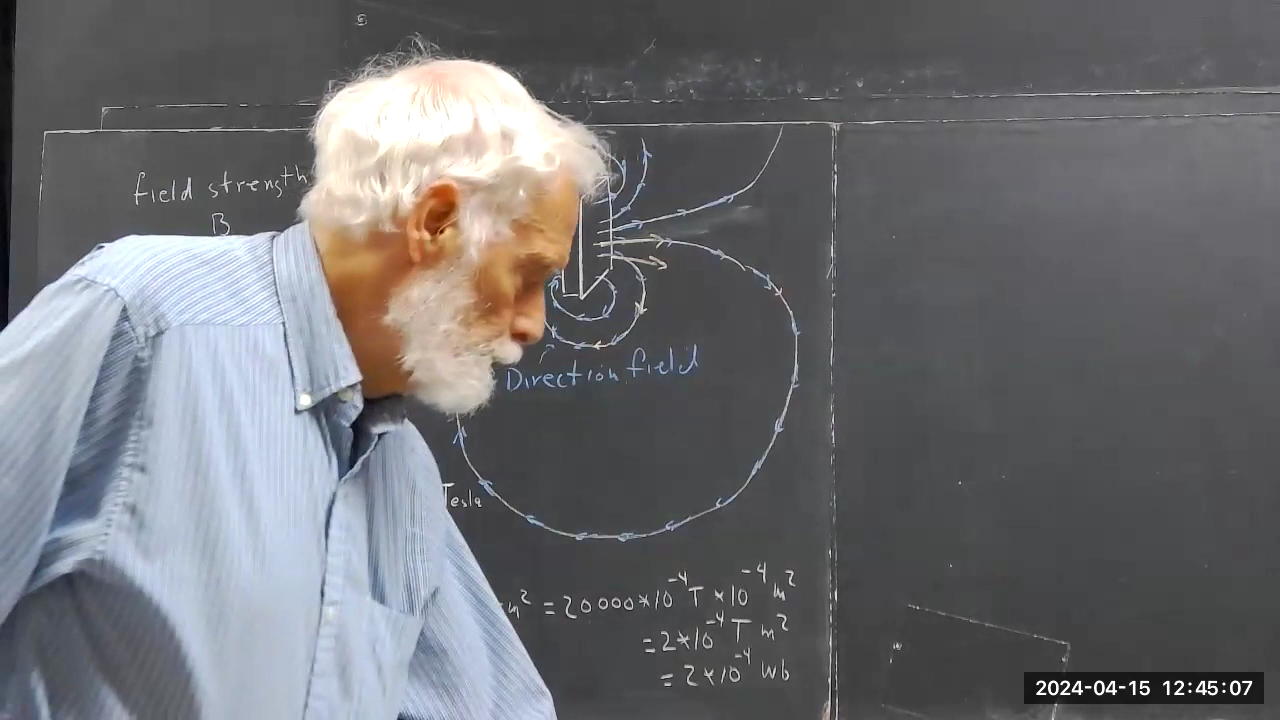 field strength
B
Direction field
Tesla
m² = 20000*10⁻⁴ T * 10⁻⁴ m²
= 2*10⁻⁴ T m²
= 2*10⁻⁴ Wb
2024-04-15 12:45:07